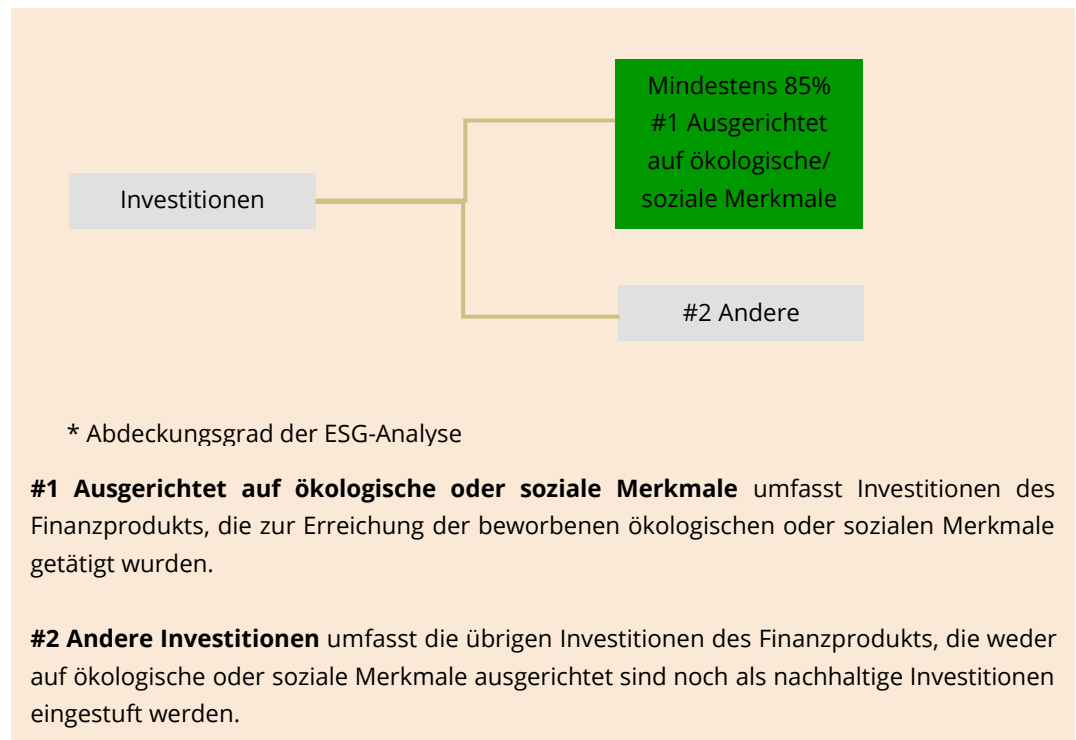 Mindestens 85%
#1 Ausgerichtet
auf ökologische/
soziale Merkmale
Investitionen
#2 Andere
* Abdeckungsgrad der ESG-Analyse
#1 Ausgerichtet auf ökologische oder soziale Merkmale umfasst Investitionen des
Finanzprodukts, die zur Erreichung der beworbenen ökologischen oder sozialen Merkmale
getätigt wurden.
#2 Andere Investitionen umfasst die übrigen Investitionen des Finanzprodukts, die weder
auf ökologische oder soziale Merkmale ausgerichtet sind noch als nachhaltige Investitionen
eingestuft werden.